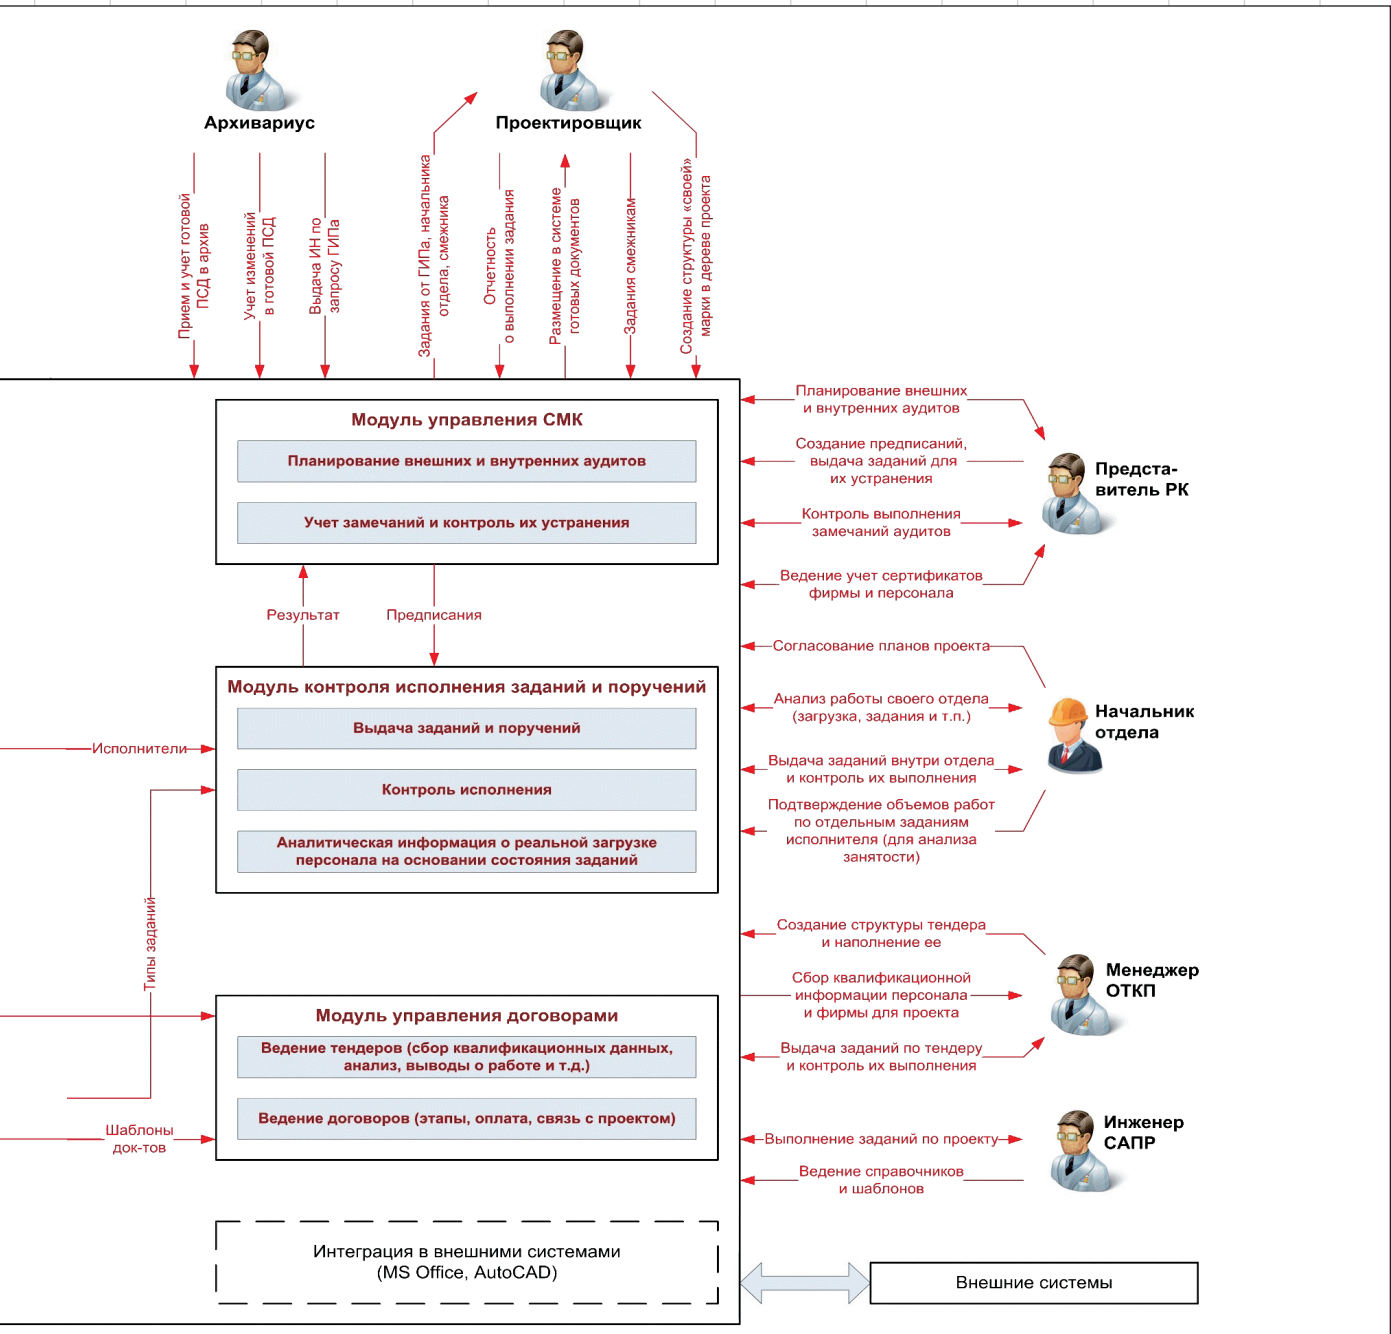 Архивариус
Проектировщик
Прием и учет готовой
ПСД в архив
Учет изменений
в готовой ПСД
Выдача ИН по
запросу ГИПа
Задания от ГИПа, начальника
отдела, смежника
Отчетность
о выполнении задания
Размещение в системе
готовых документов
Задания смежникам
Создание структуры «своей»
марки в дереве проекта
Модуль управления СМК
Планирование внешних и внутренних аудитов
Учет замечаний и контроль их устранения
Результат
Предписания
Модуль контроля исполнения заданий и поручений
Выдача заданий и поручений
Контроль исполнения
Аналитическая информация о реальной загрузке
персонала на основании состояния заданий
Исполнители
Типы заданий
Модуль управления договорами
Ведение тендеров (сбор квалификационных данных,
анализ, выводы о работе и т.д.)
Ведение договоров (этапы, оплата, связь с проектом)
Шаблоны
док-тов
Интеграция в внешними системами
(MS Office, AutoCAD)
Планирование внешних
и внутренних аудитов
Создание предписаний,
выдача заданий для
их устранения
Контроль выполнения
замечаний аудитов
Ведение учет сертификатов
фирмы и персонала
Предста-
витель РК
Согласование планов проекта
Анализ работы своего отдела
(загрузка, задания и т.п.)
Выдача заданий внутри отдела
и контроль их выполнения
Подтверждение объемов работ
по отдельным заданиям
исполнителя (для анализа
занятости)
Начальник
отдела
Создание структуры тендера
и наполнение ее
Сбор квалификационной
информации персонала
и фирмы для проекта
Выдача заданий по тендеру
и контроль их выполнения
Менеджер
ОТКП
Выполнение заданий по проекту
Ведение справочников
и шаблонов
Инженер
САПР
Внешние системы